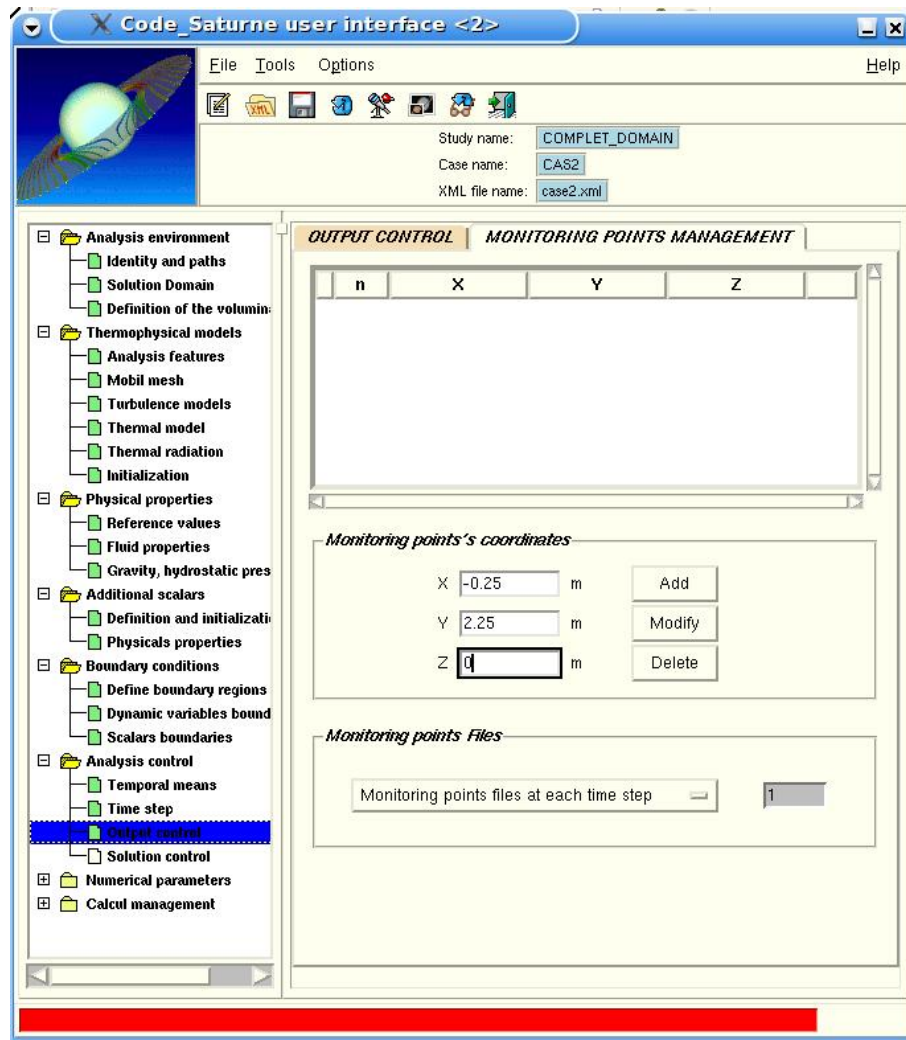 Code_Saturne user interface <2>
File Tools Options Help
XML
Study name: COMPLET_DOMAIN
Case name: CAS2
XML file name: case2.xml
Analysis environment
Identity and paths
Solution Domain
Definition of the volumin
Thermophysical models
Analysis features
Mobil mesh
Turbulence models
Thermal model
Thermal radiation
Initialization
Physical properties
Reference values
Fluid properties
Gravity, hydrostatic pres
Additional scalars
Definition and initializati
Physicals properties
Boundary conditions
Define boundary regions
Dynamic variables bound
Scalars boundaries
Analysis control
Temporal means
Time step
Output control
Solution control
Numerical parameters
Calcul management
OUTPUT CONTROL MONITORING POINTS MANAGEMENT
n X Y Z
Monitoring points's coordinates
X -0.25 m Add
Y 2.25 m Modify
Z 0 m Delete
Monitoring points Files
Monitoring points files at each time step 1